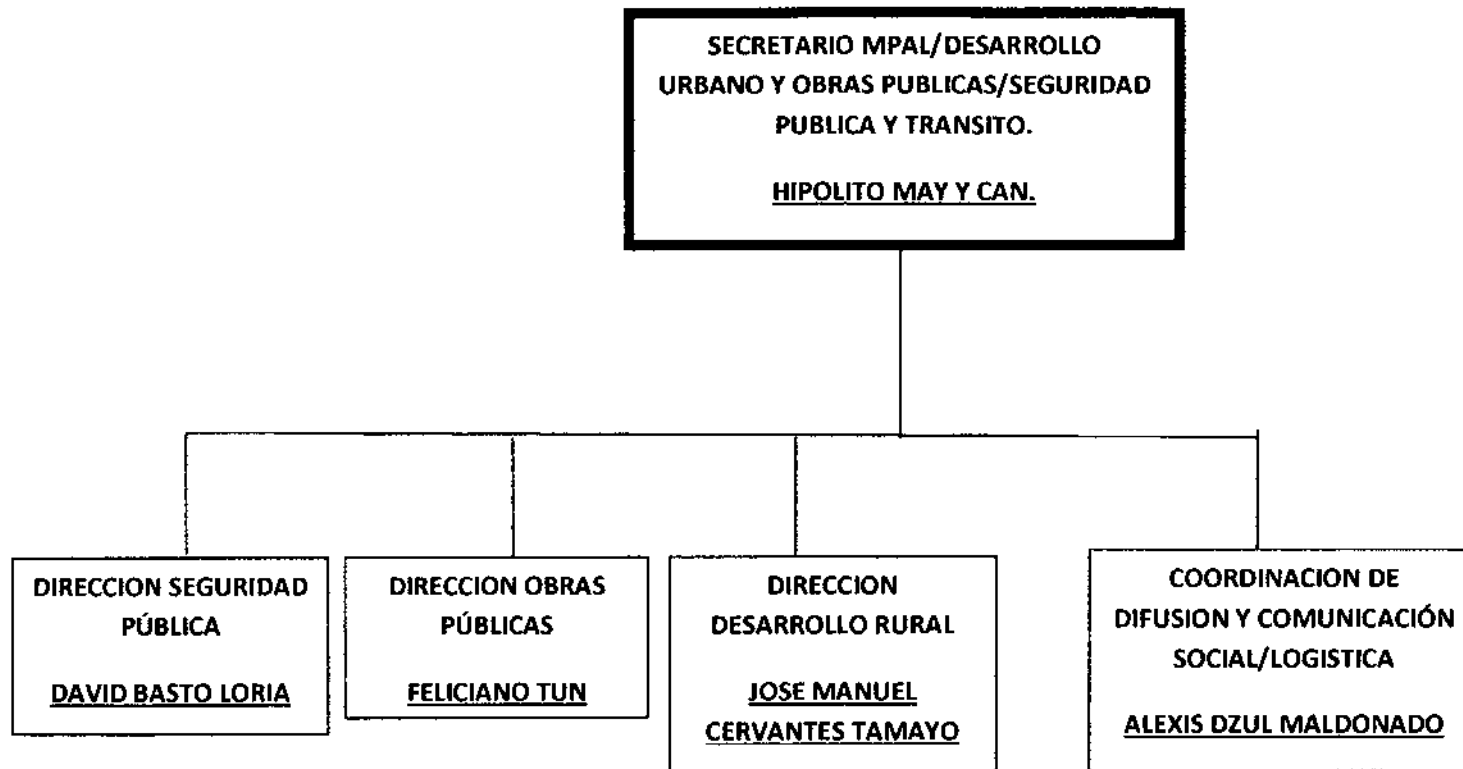 SECRETARIO MPAL/DESARROLLO
URBANO Y OBRAS PUBLICAS/SEGURIDAD
PUBLICA Y TRANSITO.
HIPOLITO MAY Y CAN.
DIRECCION SEGURIDAD
PÚBLICA
DAVID BASTO LORIA
DIRECCION OBRAS
PÚBLICAS
FELICIANO TUN
DIRECCION
DESARROLLO RURAL
JOSE MANUEL
CERVANTES TAMAYO
COORDINACION DE
DIFUSION Y COMUNICACIÓN
SOCIAL/LOGISTICA
ALEXIS DZUL MALDONADO